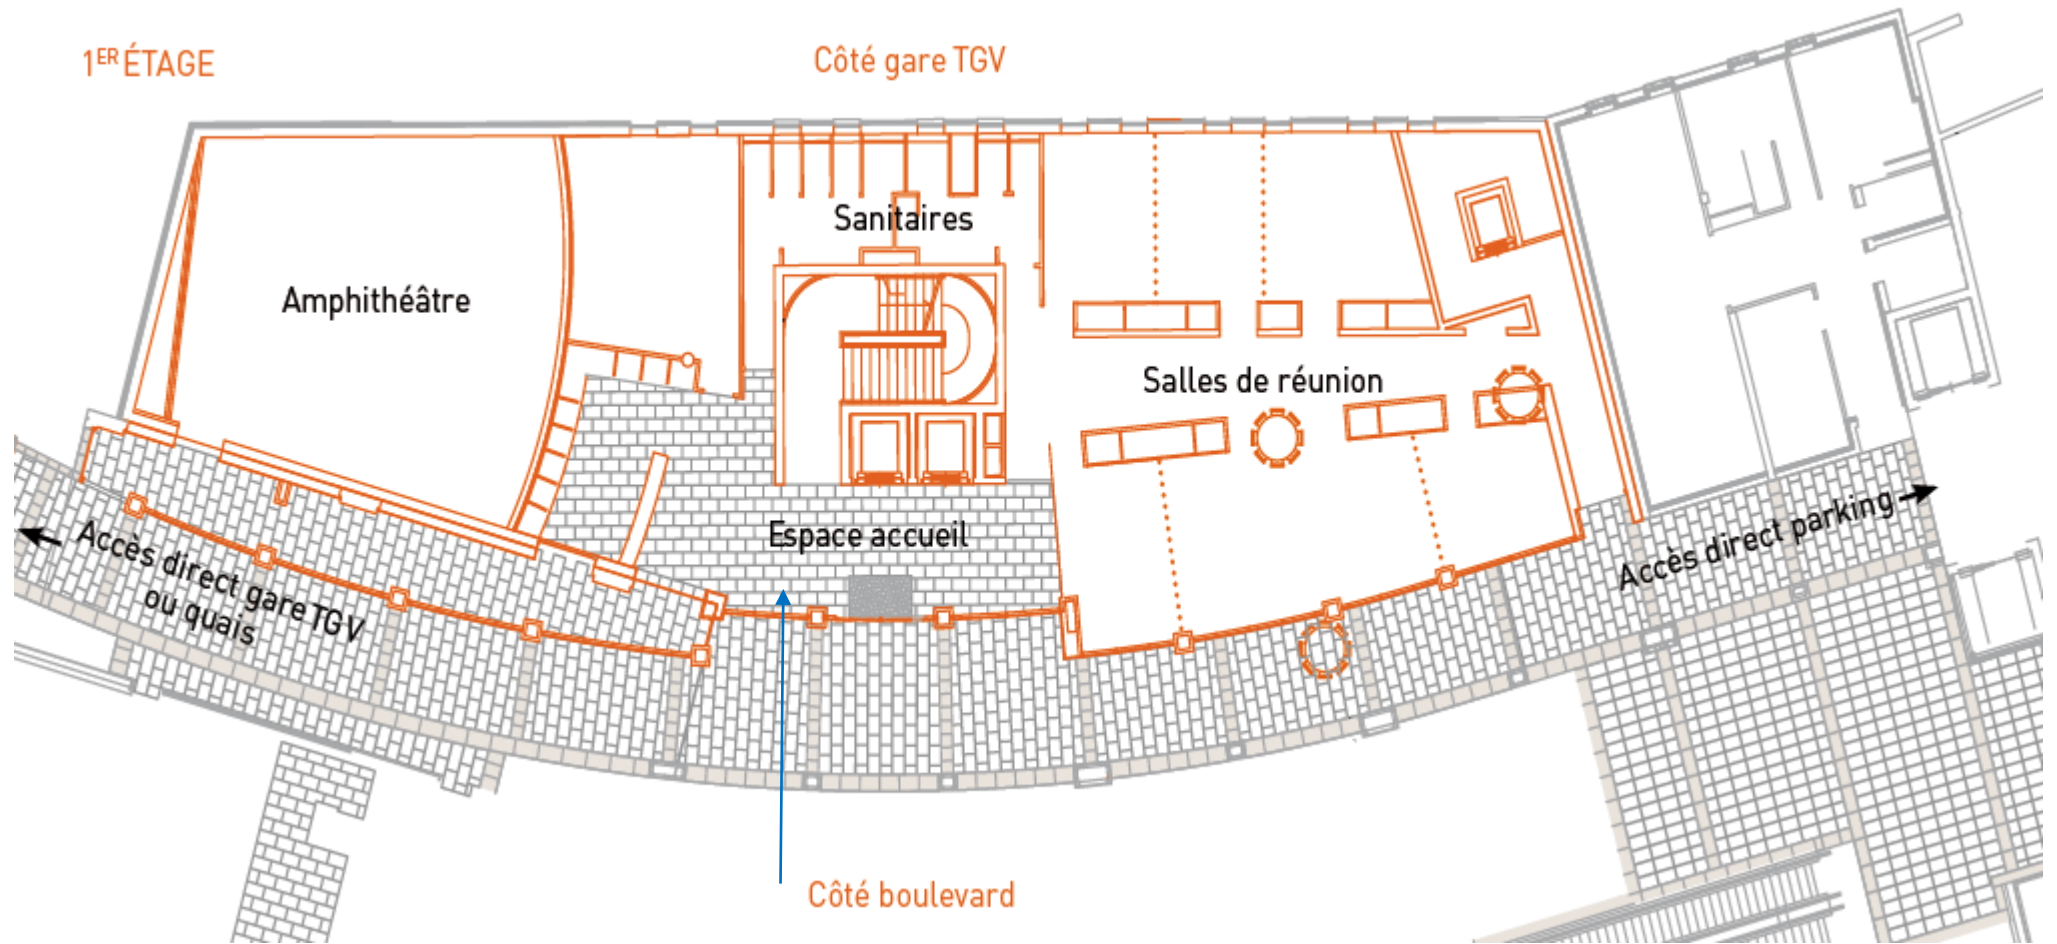 1ER ÉTAGE
Côté gare TGV
Sanitaires
Amphithéâtre
Salles de réunion
Espace accueil
Accès direct gare TGV
ou quais
Accès direct parking
Côté boulevard